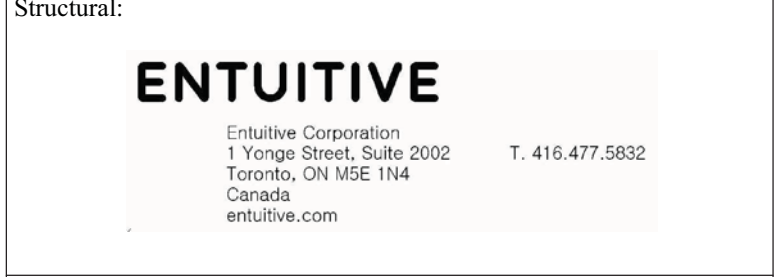 Structural:
ENTUITIVE
Entuitive Corporation
1 Yonge Street, Suite 2002 T. 416.477.5832
Toronto, ON M5E 1N4
Canada
entuitive.com